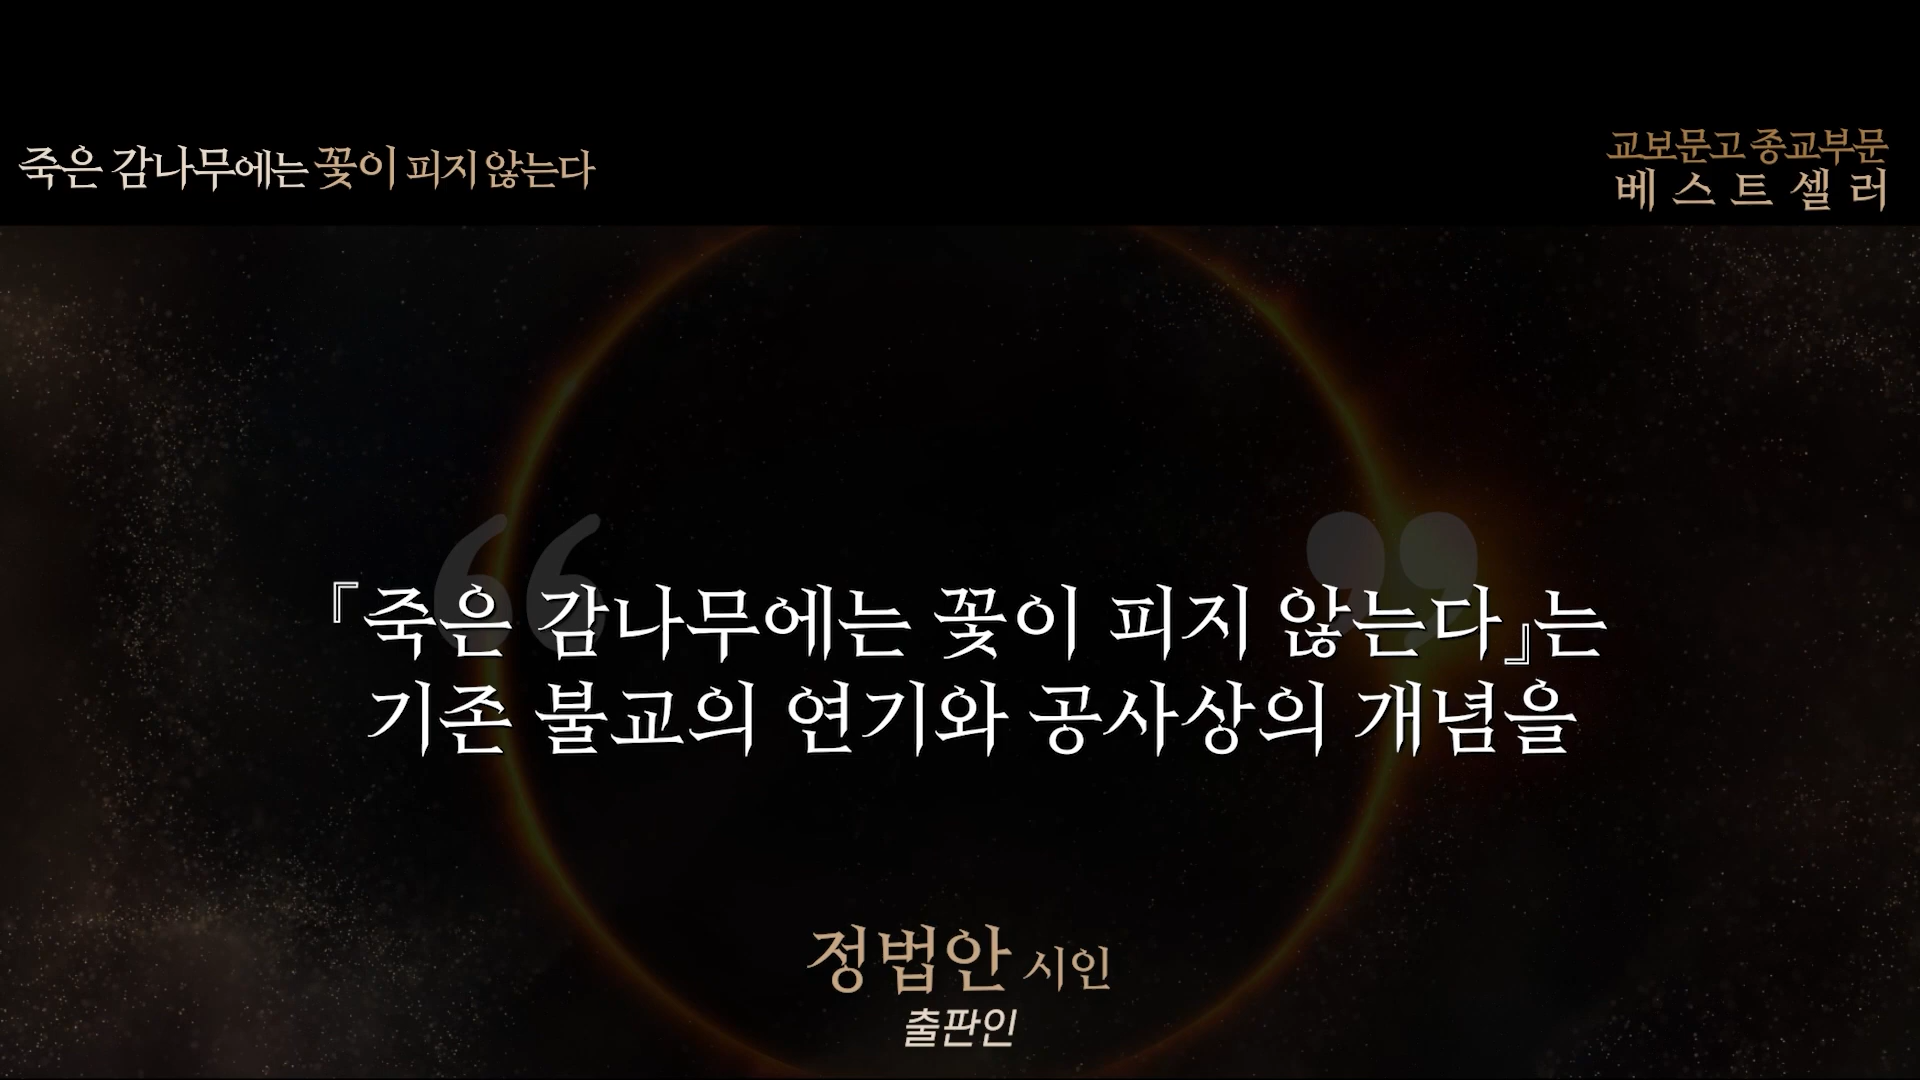 죽은 감나무에는 꽃이 피지 않는다
교보문고 종교부문
베스트셀러
『죽은 감나무에는 꽃이 피지 않는다』는
기존 불교의 연기와 공사상의 개념을
정법안 시인
출판인